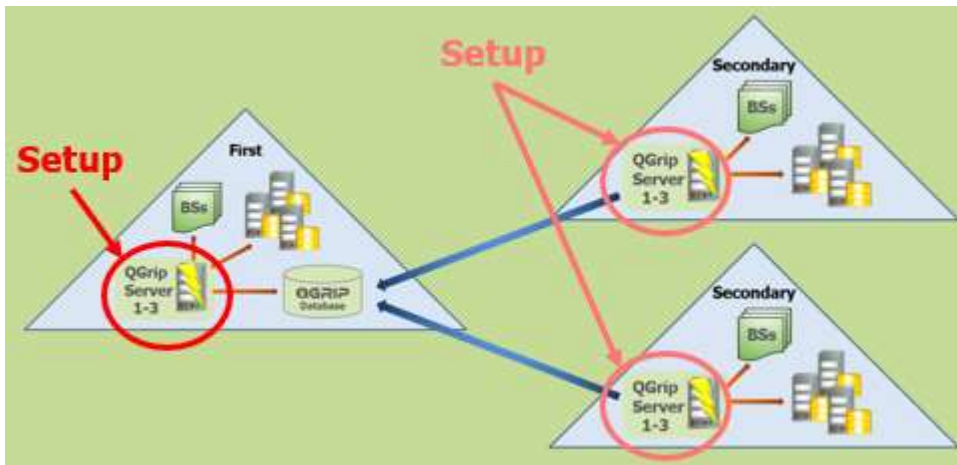 Setup
First
BSs
QGrip
Server
1-3
QGRIP
Database
Setup
Secondary
BSs
QGrip
Server
1-3
Secondary
BSs
QGrip
Server
1-3